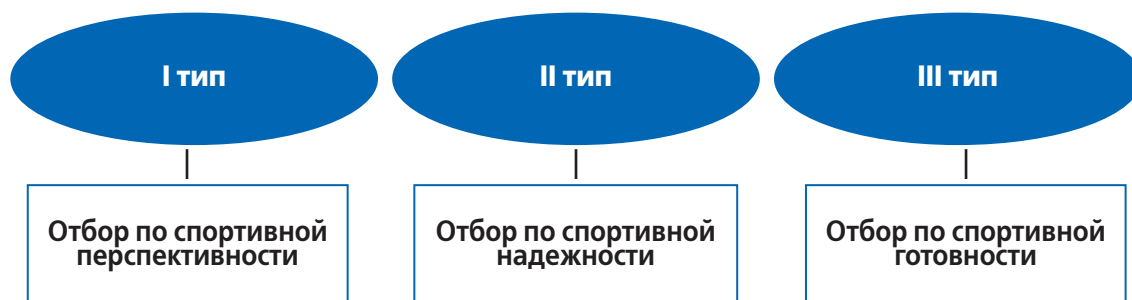 I тип
II тип
III тип
Отбор по спортивной
перспективности
Отбор по спортивной
надежности
Отбор по спортивной
готовности